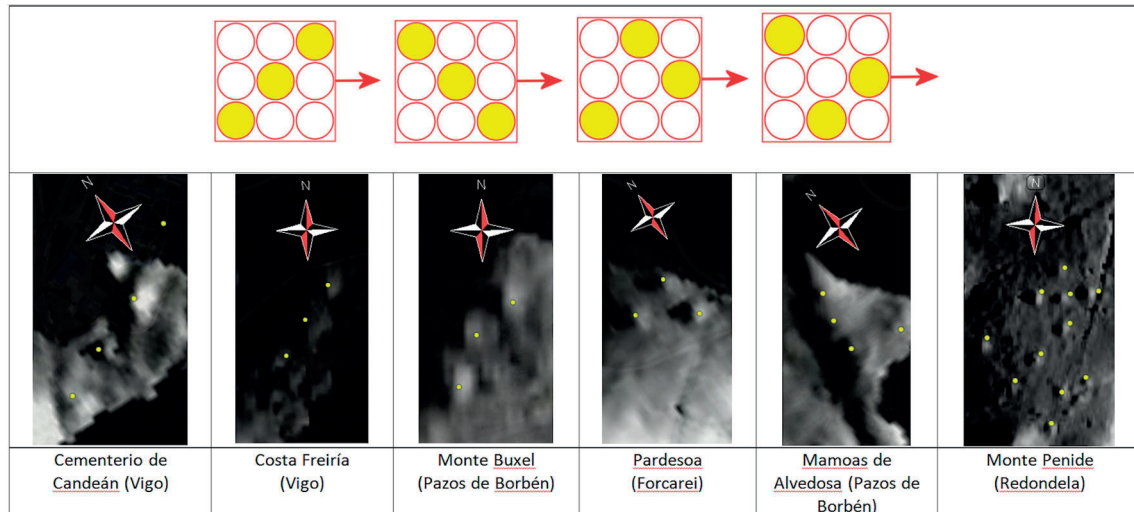 N
N
N
N
N
N
Cementerio de
Candeán (Vigo)
Costa Freiría
(Vigo)
Monte Buxel
(Pazos de Borbén)
Pardesoa
(Forcarei)
Mamoas de
Alvedosa (Pazos de
Borbén)
Monte Penide
(Redondela)